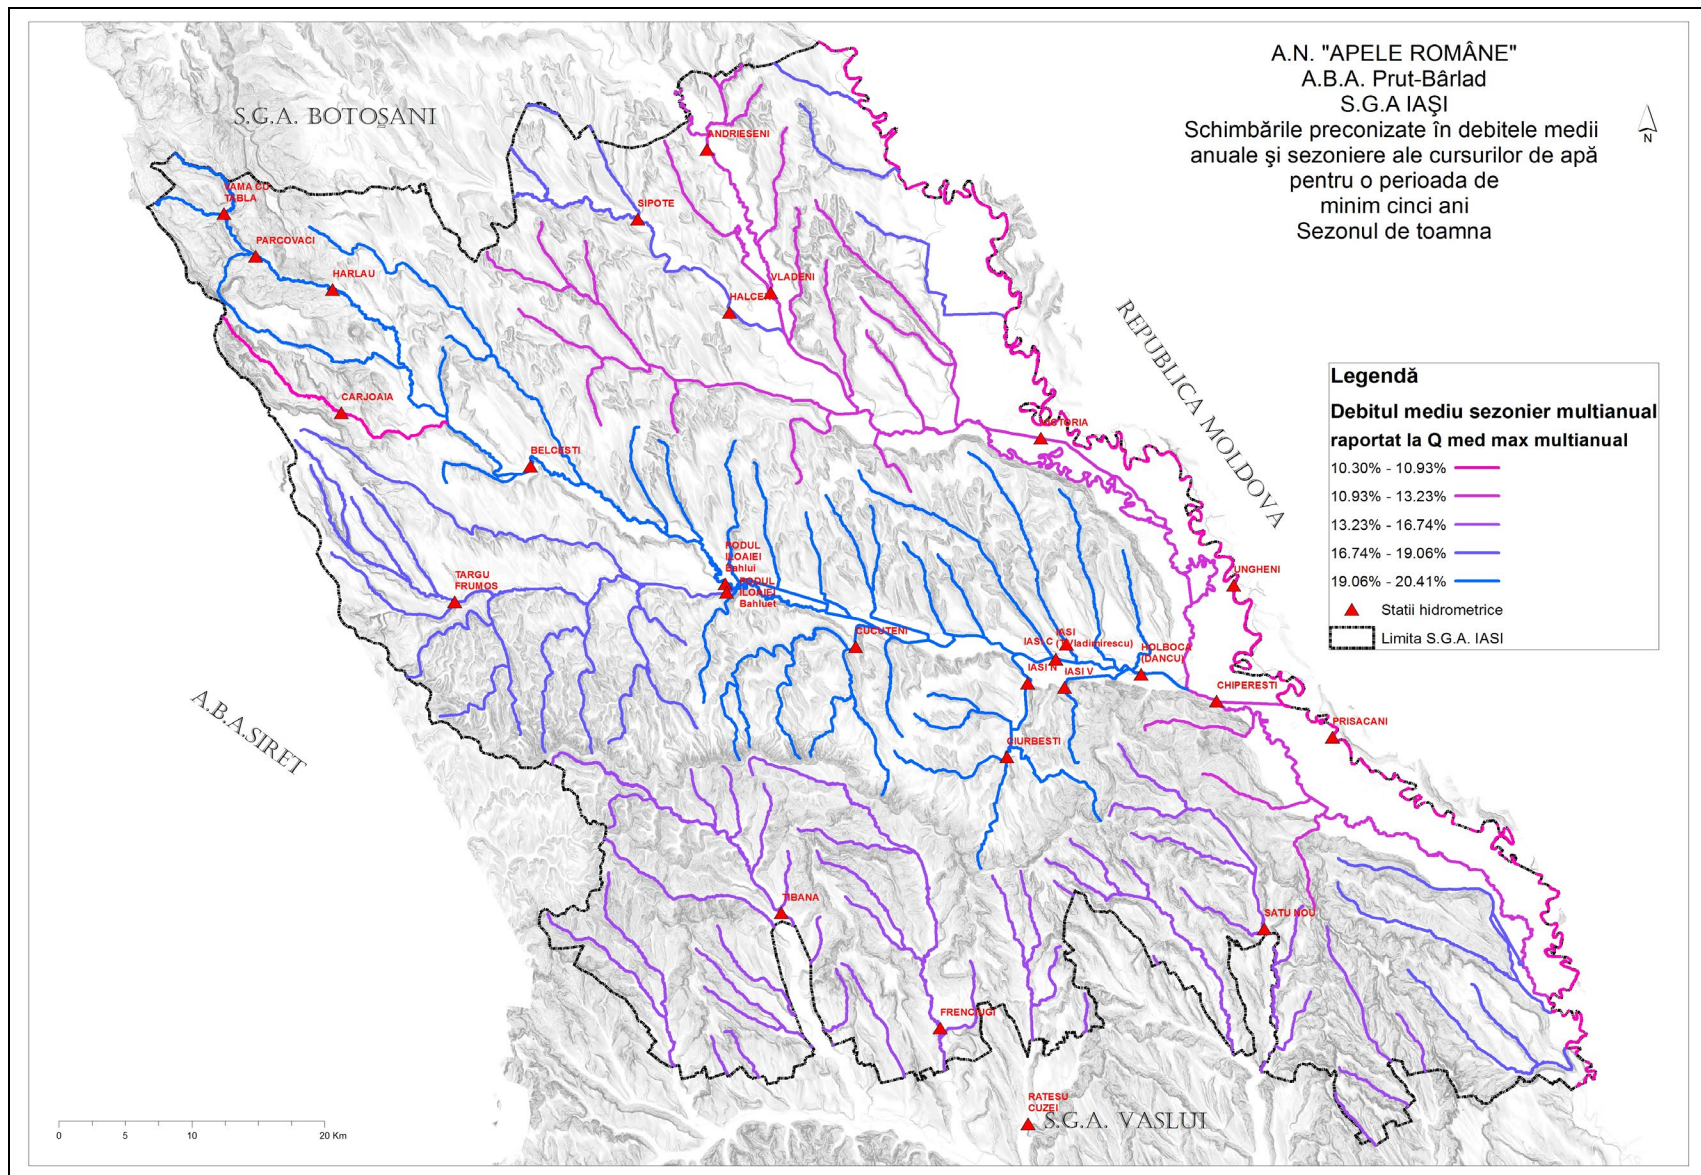 A.N. "APELE ROMÂNE"
A.B.A. Prut-Bârlad
S.G.A IAŞI
Schimbările preconizate în debitele medii
anuale şi sezoniere ale cursurilor de apă
pentru o perioada de
minim cinci ani
Sezonul de toamna
N
S.G.A. BOTOŞANI
ANDRIESENI
VAMA CU
TABLA
SIPOTE
PARCOVACI
HARLAU
VLADENI
HALCENI
REPUBLICA MOLDOVA
CARJOAIA
VICTORIA
BELCESTI
Legendă
Debitul mediu sezonier multianual
raportat la Q med max multianual
10.30% - 10.93%
10.93% - 13.23%
13.23% - 16.74%
16.74% - 19.06%
19.06% - 20.41%
Statii hidrometrice
Limita S.G.A. IASI
PODUL
ILOAIEI
Bahlui
PODUL
ILOAIEI
Bahluet
TARGU
FRUMOS
UNGHENI
CUCUTENI
IASI
IASI C (T.Vladimirescu)
HOLBOCA
(DANCU)
IASI N
IASI V
CHIPERESTI
PRISACANI
CIURBESTI
A.B.A.SIRET
TIBANA
SATU NOU
FRENCIUGI
RATESU
CUZEI
S.G.A. VASLUI
0 5 10 20 Km